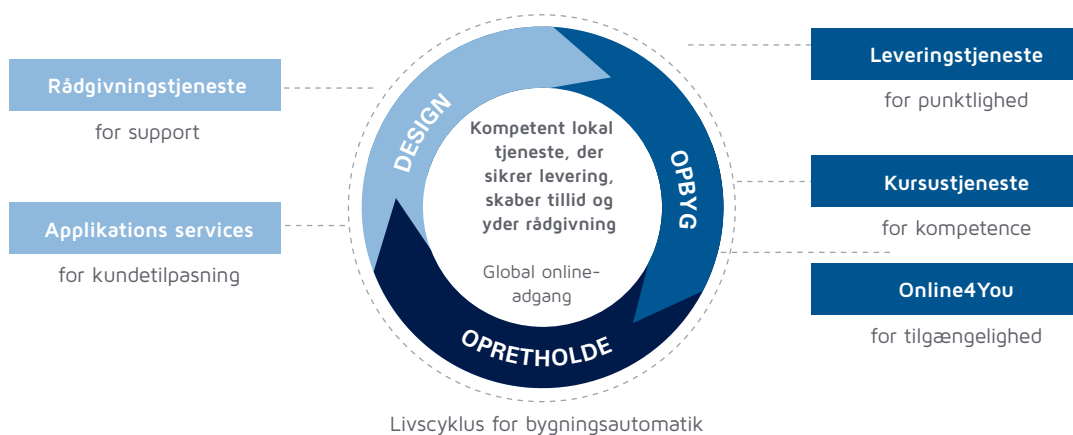 Rådgivningstjeneste
for support
Applikations services
for kundetilpasning
DESIGN
OPBYG
OPRETHOLDE
Kompetent lokal
tjeneste, der
sikrer levering,
skaber tillid og
yder rådgivning
Global online-
adgang
Leveringstjeneste
for punktlighed
Kursustjeneste
for kompetence
Online4You
for tilgængelighed
Livscyklus for bygningsautomatik